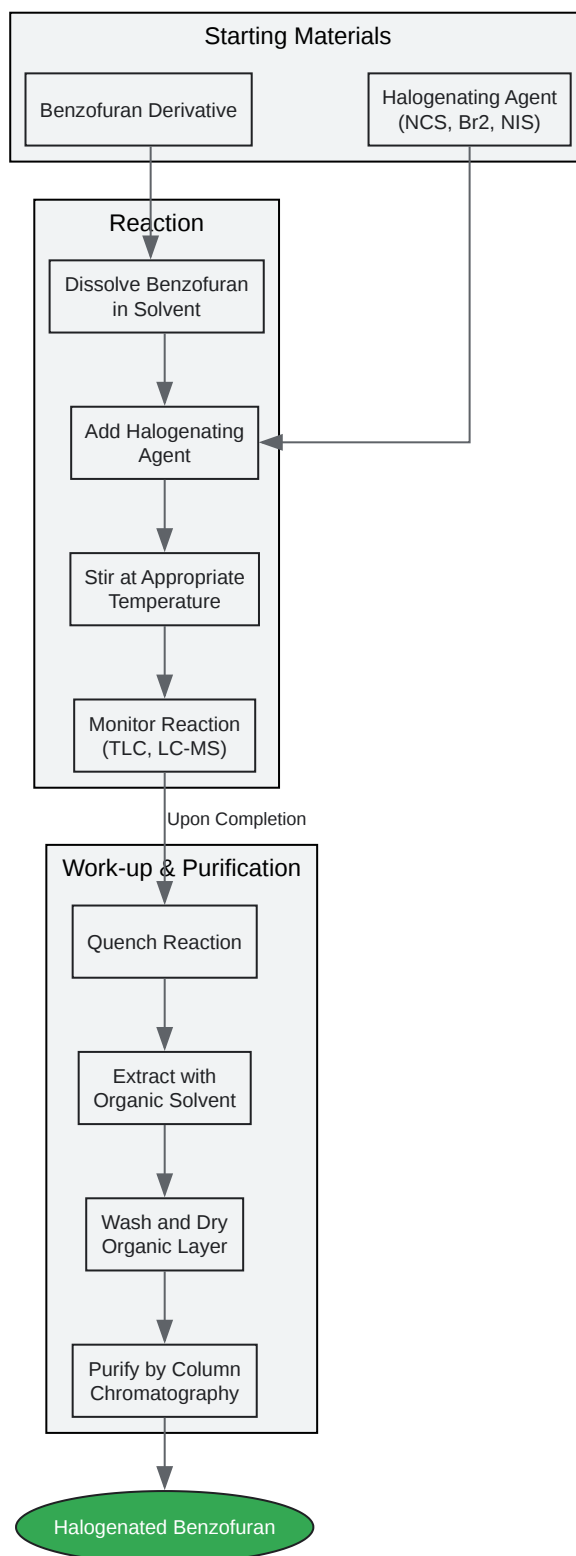 Starting Materials
Benzofuran Derivative
Halogenating Agent
(NCS, Br2, NIS)
Reaction
Dissolve Benzofuran
in Solvent
Add Halogenating
Agent
Stir at Appropriate
Temperature
Monitor Reaction
(TLC, LC-MS)
Upon Completion
Work-up & Purification
Quench Reaction
Extract with
Organic Solvent
Wash and Dry
Organic Layer
Purify by Column
Chromatography
Halogenated Benzofuran